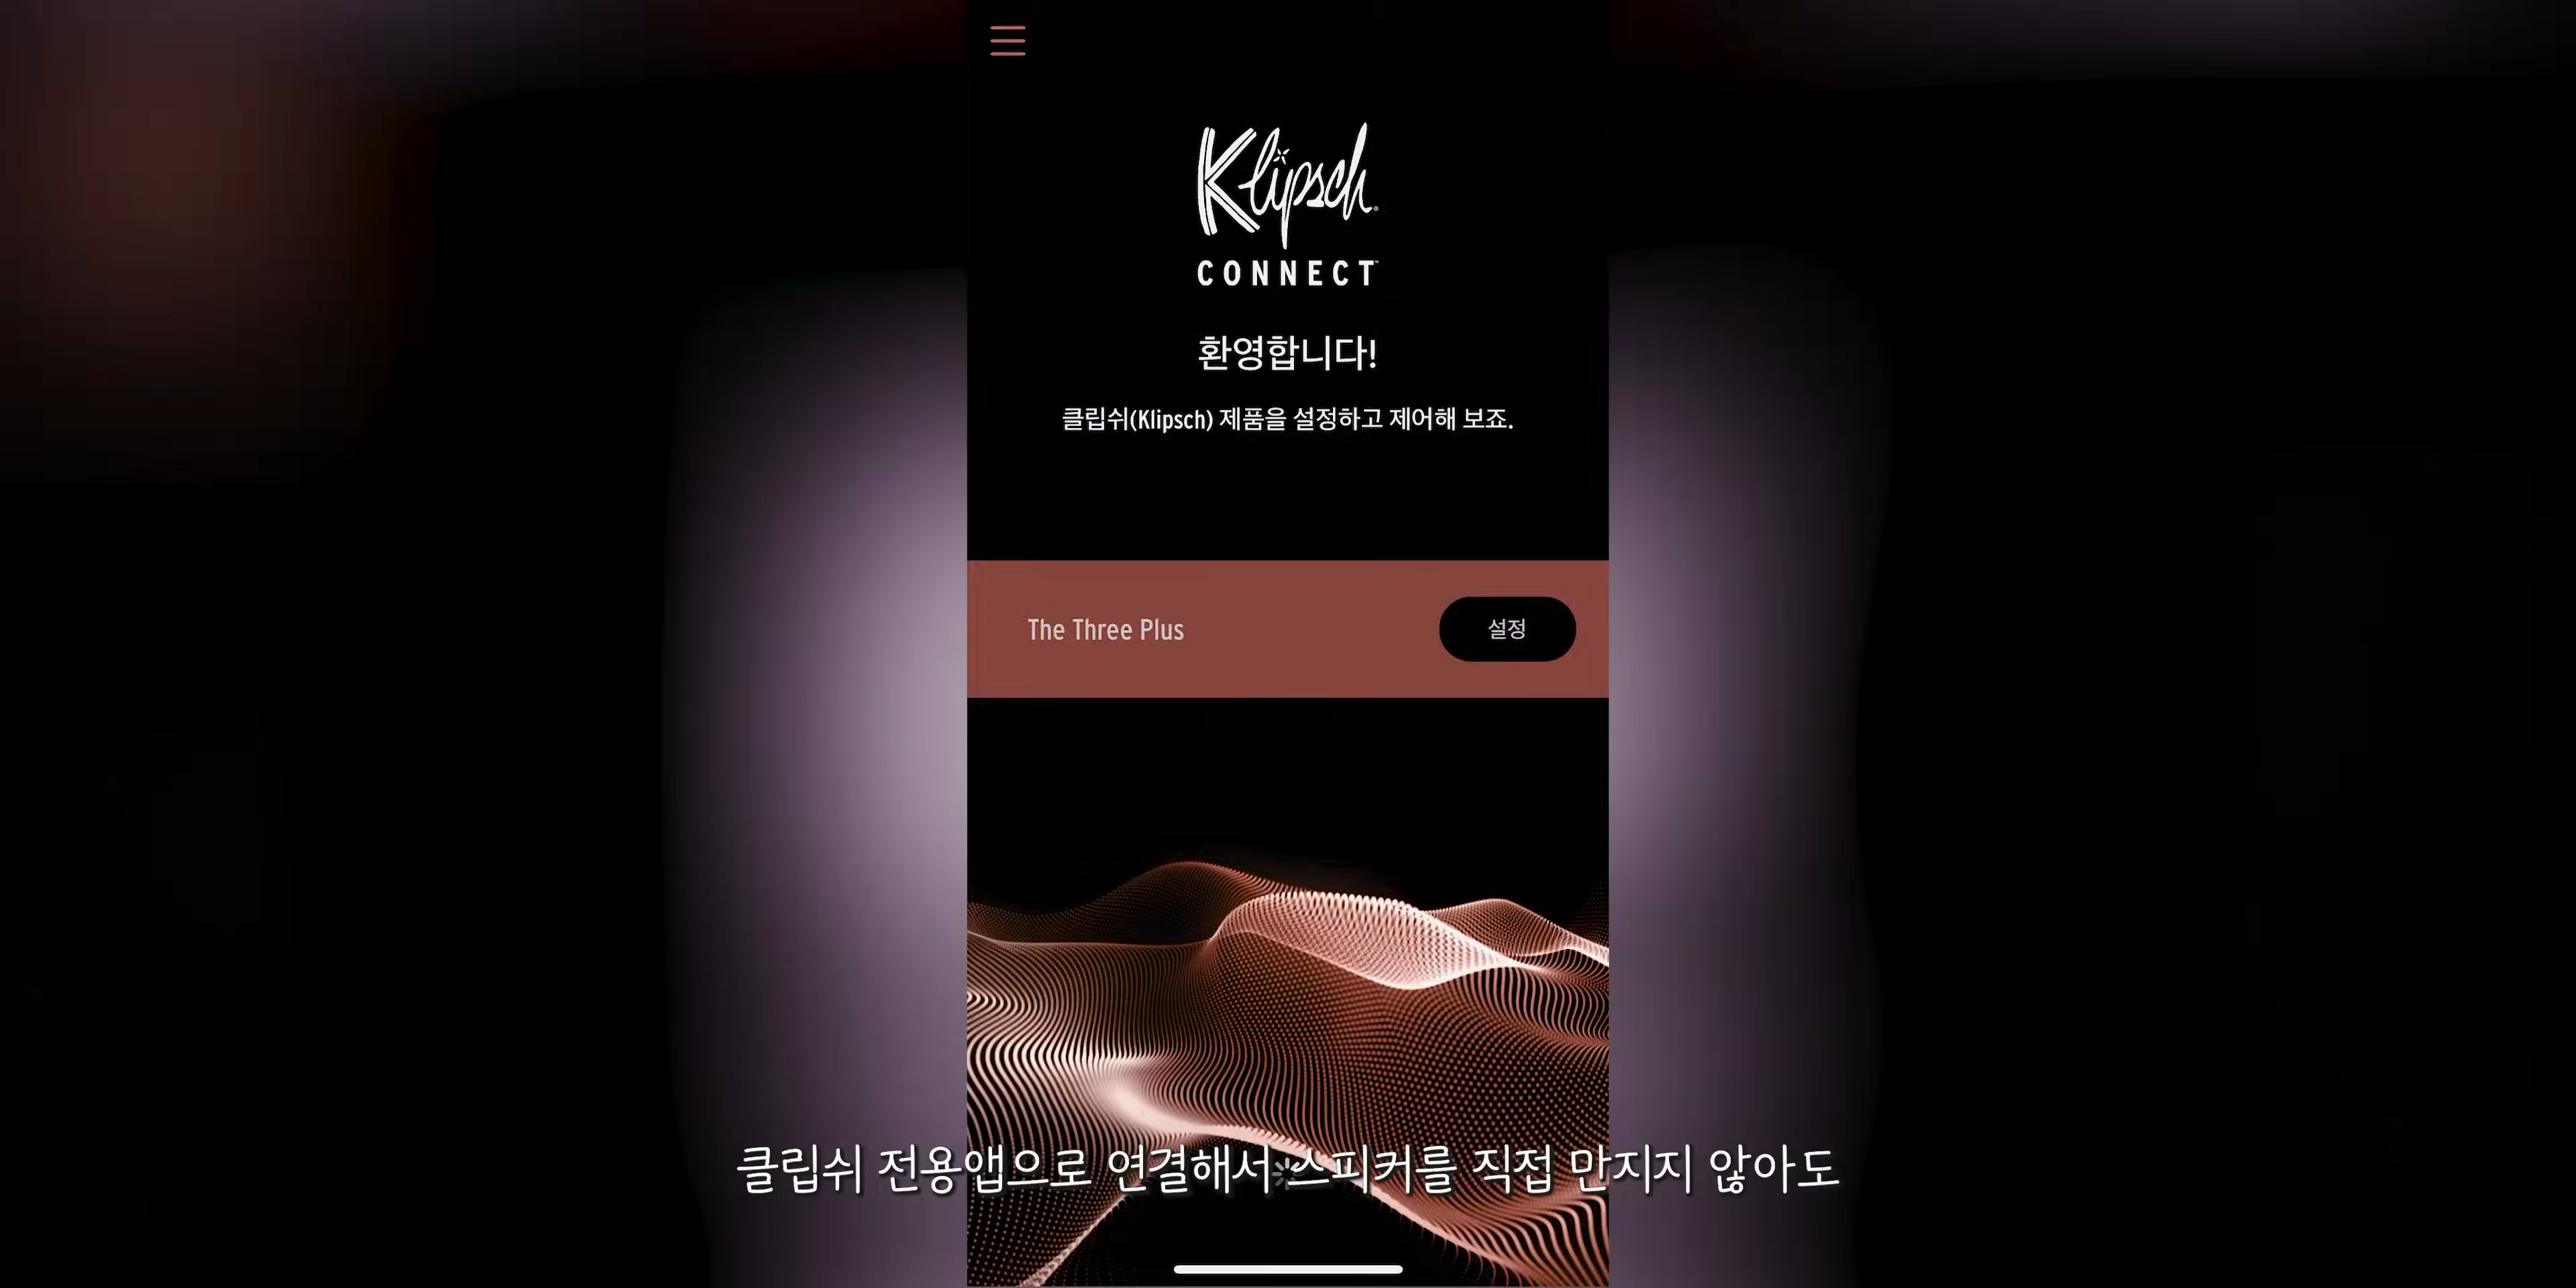 Klipsch
CONNECT
환영합니다!
클립쉬(Klipsch) 제품을 설정하고 제어해 보죠.
The Three Plus
설정
클립쉬 전용앱으로 연결해서 스피커를 직접 만지지 않아도